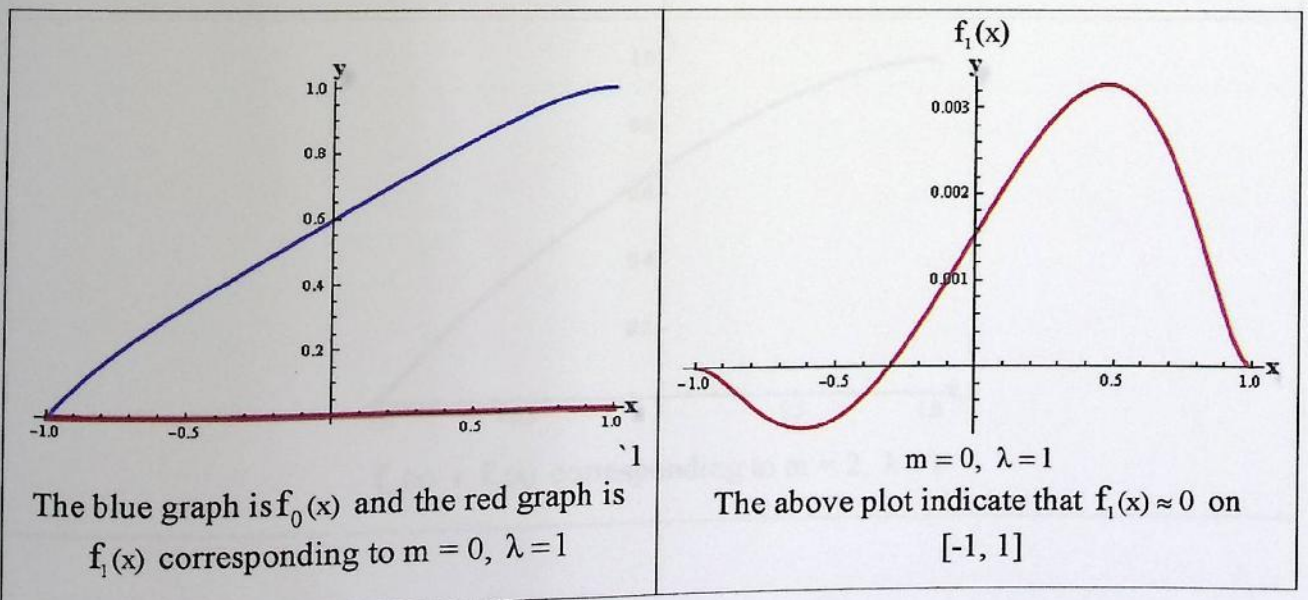 y
1.0
0.8
0.6
0.4
0.2
-1.0
-0.5
0.5
1.0
x
`1
The blue graph is f₀(x) and the red graph is
f₁(x) corresponding to m = 0, λ=1
f₁(x)
y
0.003
0.002
0.001
-1.0
-0.5
0.5
1.0
x
m = 0, λ=1
The above plot indicate that f₁(x) ≈ 0 on
[-1, 1]